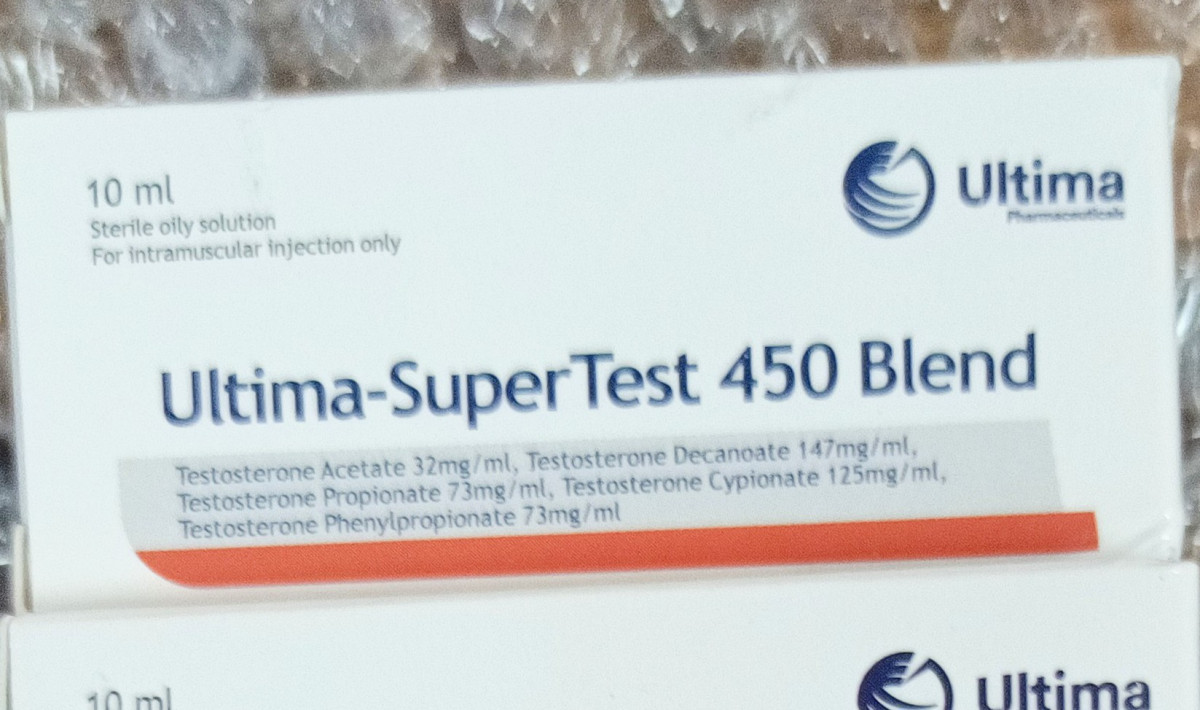 10 ml
Sterile oily solution
For intramuscular injection only
Ultima
Pharmaceuticals
Ultima-SuperTest 450 Blend
Testosterone Acetate 32mg/ml, Testosterone Decanoate 147mg/ml,
Testosterone Propionate 73mg/ml, Testosterone Cypionate 125mg/ml,
Testosterone Phenylpropionate 73mg/ml
10 ml
Ultima